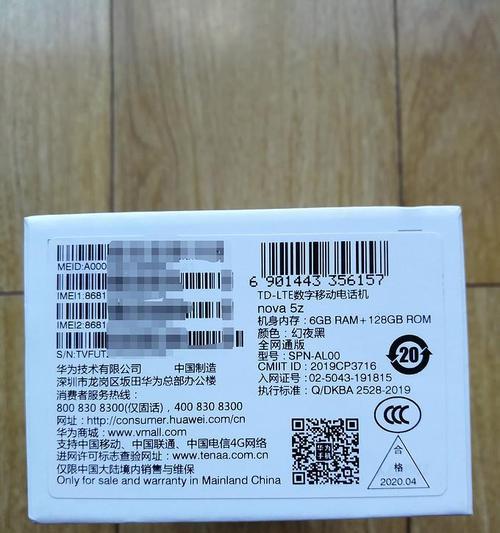 MEID:A000
IMEI1:8681
IMEI2:8681
S/N:TVFUT
华为技术有限公司 中国制造
深圳市龙岗区坂田华为总部办公楼
消费者服务热线:
800 830 8300(仅固话), 400 830 8300
网址: http://consumer.huawei.com/cn
华为商城: www.vmall.com
支持中国移动、中国联通、中国电信4G网络
进网许可标志查验网址: www.tenaa.com.cn
仅限中国大陆境内销售与维保
Only for sale and warranty in Mainland China
6 901443 356157
TD-LTE数字移动电话机
nova 5z
机身内存: 6GB RAM+128GB ROM
颜色: 幻夜黑
全网通版
型号: SPN-AL00
CMIIT ID: 2019CP3716
入网证号: 02-5043-191815
执行标准: Q/DKBA 2528-2019
20
CCC
合
格
2020.04